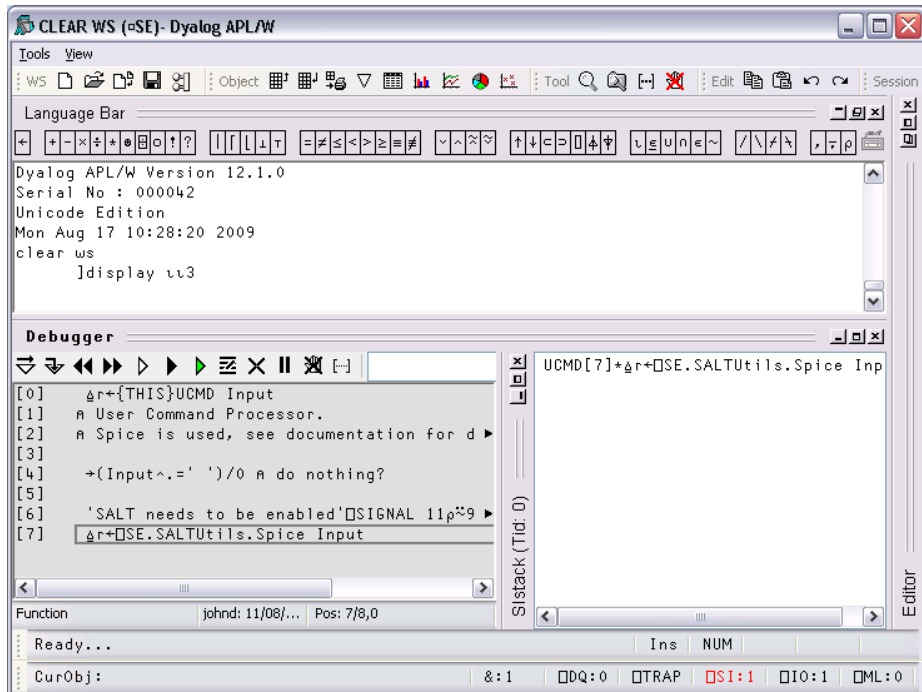 CLEAR WS (⎕SE)- Dyalog APL/W
Tools View
WS Object Tool Edit Session
Language Bar
← + - × ÷ * ⍟ ⌹ ○ ! ? | ⌈ ⌊ ⊥ ⊤ = ≠ ≤ < > ≥ ≡ ≢ ∨ ∧ ⍲ ⍱ ↑ ↓ ⊂ ⊃ ⌷ ⍋ ⍒ ⍳ ⍷ ∪ ∩ ∊ ~ / \ ⌿ ⍀ , ⍪ ⍴
Dyalog APL/W Version 12.1.0
Serial No : 000042
Unicode Edition
Mon Aug 17 10:28:20 2009
clear ws
]display ⍳⍳3
Debugger
[0] ∆r←{THIS}UCMD Input
[1] ⍝ User Command Processor.
[2] ⍝ Spice is used, see documentation for d
[3]
[4] →(Input∧.=' ')/0 ⍝ do nothing?
[5]
[6] 'SALT needs to be enabled'⎕SIGNAL 11⍴⍨9
[7] ∆r←⎕SE.SALTUtils.Spice Input
Function johnd: 11/08/... Pos: 7/8,0
SIstack (Tid: 0)
UCMD[7]*∆r←⎕SE.SALTUtils.Spice Inp
Editor
Ready... Ins NUM
CurObj: &:1 ⎕DQ:0 ⎕TRAP ⎕SI:1 ⎕IO:1 ⎕ML:0